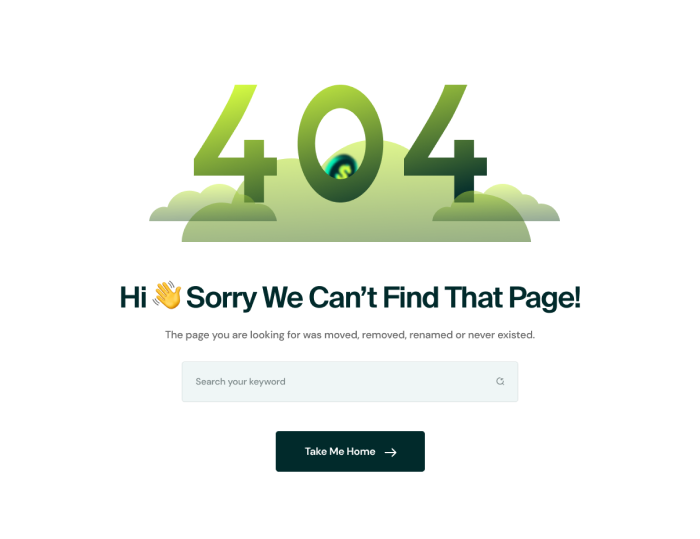 404
Hi 👋 Sorry We Can't Find That Page!
The page you are looking for was moved, removed, renamed or never existed.
Search your keyword
Take Me Home